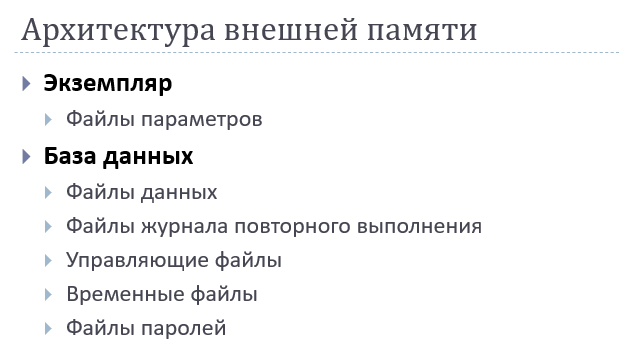 Архитектура внешней памяти
Экземпляр
Файлы параметров
База данных
Файлы данных
Файлы журнала повторного выполнения
Управляющие файлы
Временные файлы
Файлы паролей